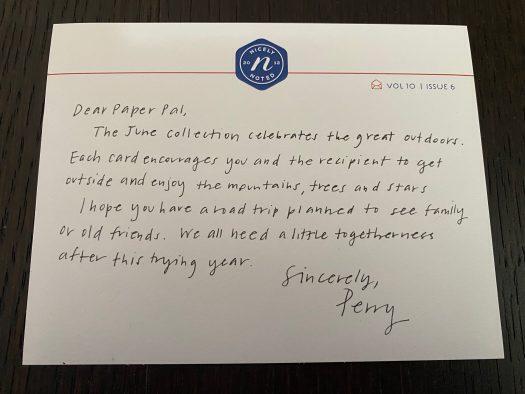 NICELY
20 n 12
NOTED
VOL 10 | ISSUE 6
Dear Paper Pal,
The June collection celebrates the great outdoors.
Each card encourages you and the recipient to get
outside and enjoy the mountains, trees and stars
I hope you have a road trip planned to see family
or old friends. We all need a little togetherness
after this trying year.
Sincerely,
Perry